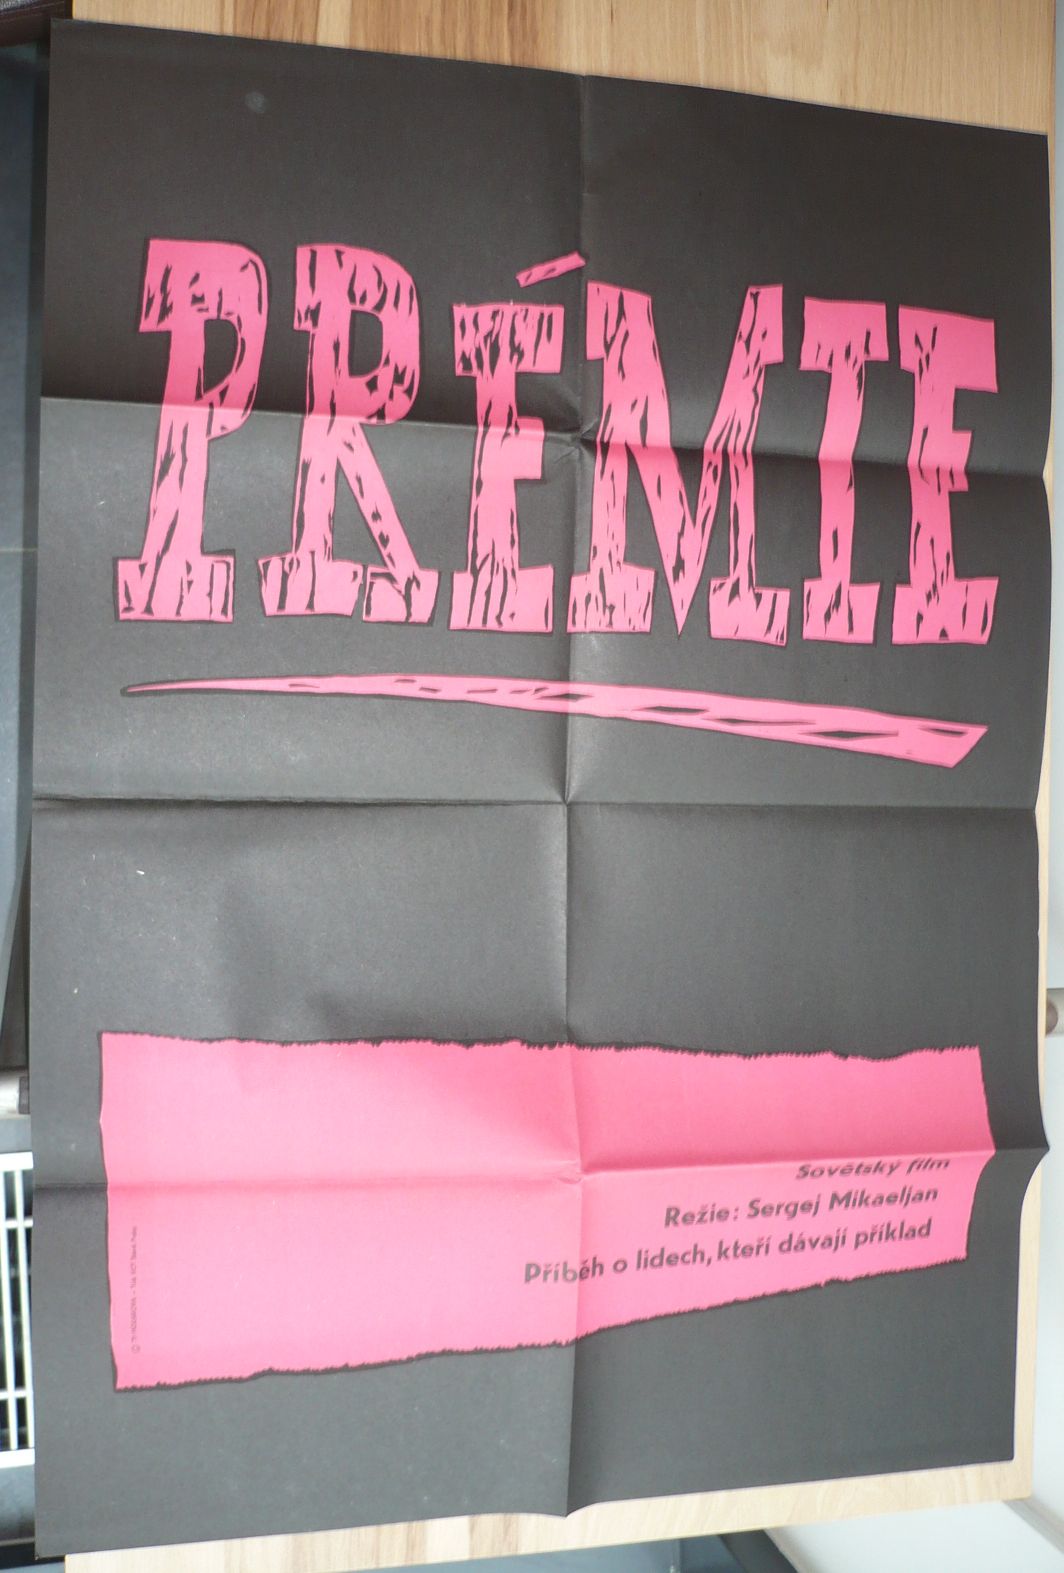 PRÉMIE
Sovětský film
Režie: Sergej Mikaeljan
Příběh o lidech, kteří dávají příklad